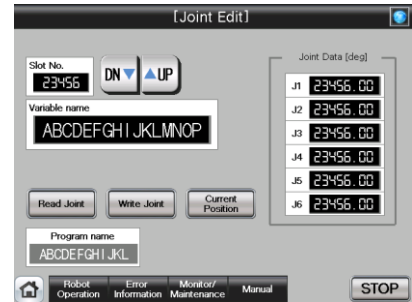 [Joint Edit]
Slot No.
23456
DN▼
▲UP
Variable name
ABCDEFGHIJKLMNOP
Joint Data [deg]
J1 23456.00
J2 23456.00
J3 23456.00
J4 23456.00
J5 23456.00
J6 23456.00
Read Joint
Write Joint
Current
Position
Program name
ABCDEFGHIJKL
Robot
Operation
Error
Information
Monitor/
Maintenance
Manual
STOP